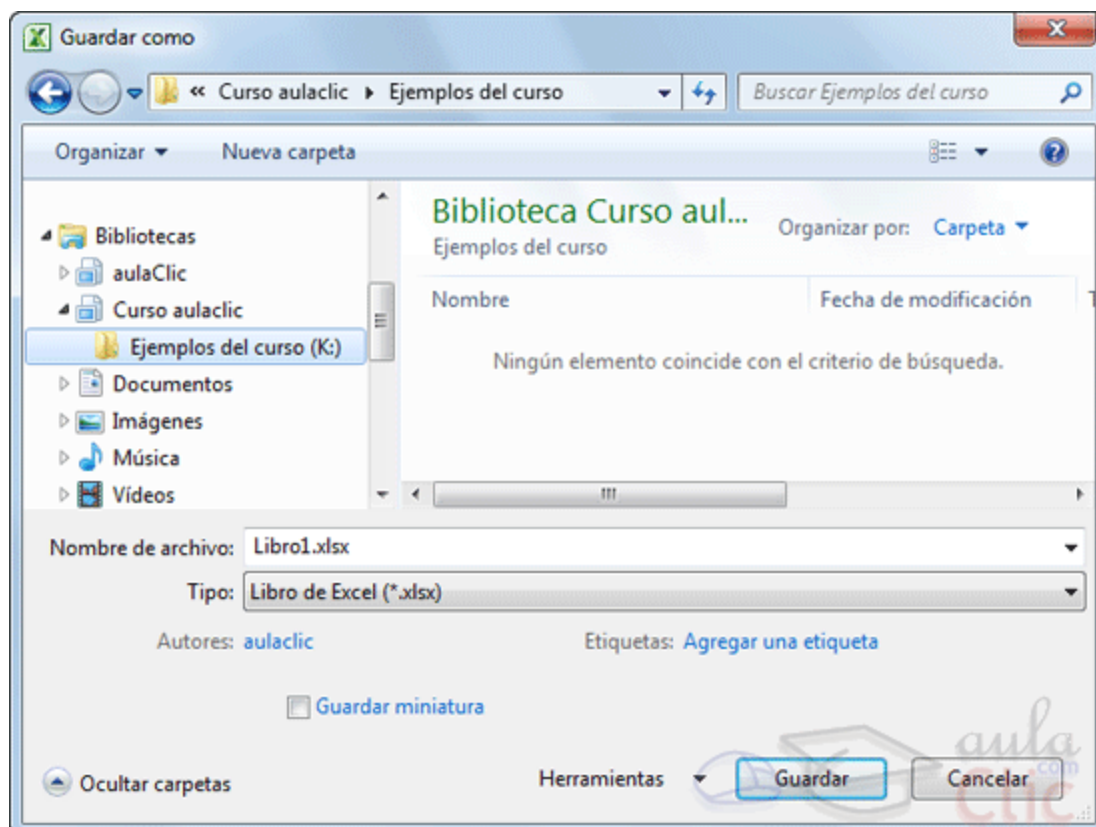 Guardar como
« Curso aulaclic ▸ Ejemplos del curso
Buscar Ejemplos del curso
Organizar Nueva carpeta
Bibliotecas
aulaClic
Curso aulaclic
Ejemplos del curso (K:)
Documentos
Imágenes
Música
Vídeos
Biblioteca Curso aul...
Ejemplos del curso
Organizar por: Carpeta
Nombre Fecha de modificación T
Ningún elemento coincide con el criterio de búsqueda.
Nombre de archivo: Libro1.xlsx
Tipo: Libro de Excel (*.xlsx)
Autores: aulaclic Etiquetas: Agregar una etiqueta
Guardar miniatura
Ocultar carpetas Herramientas Guardar Cancelar
aula
Clic
.com